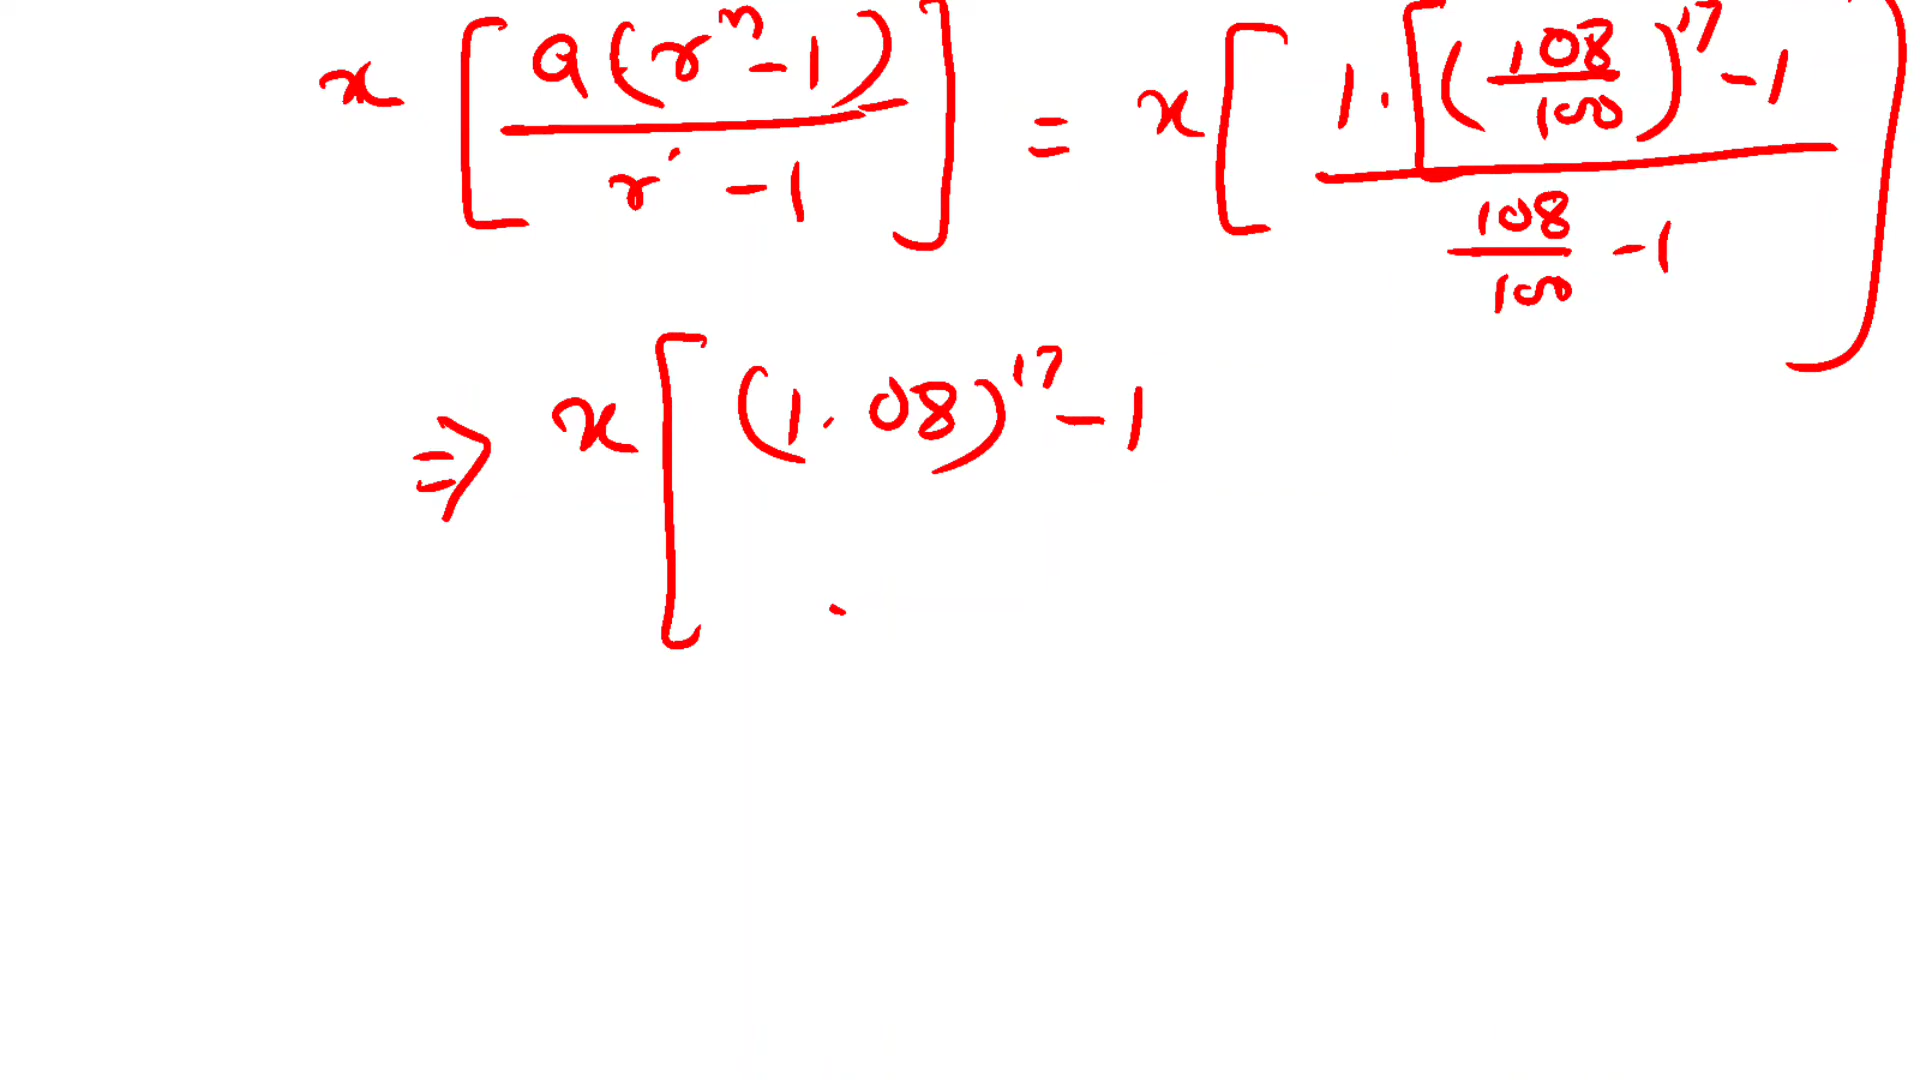 x [ a(r^n - 1) / r - 1 ] = x [ 1 · [ (108/100)^17 - 1 / 108/100 - 1 ]
⇒ x [ (1.08)^17 - 1